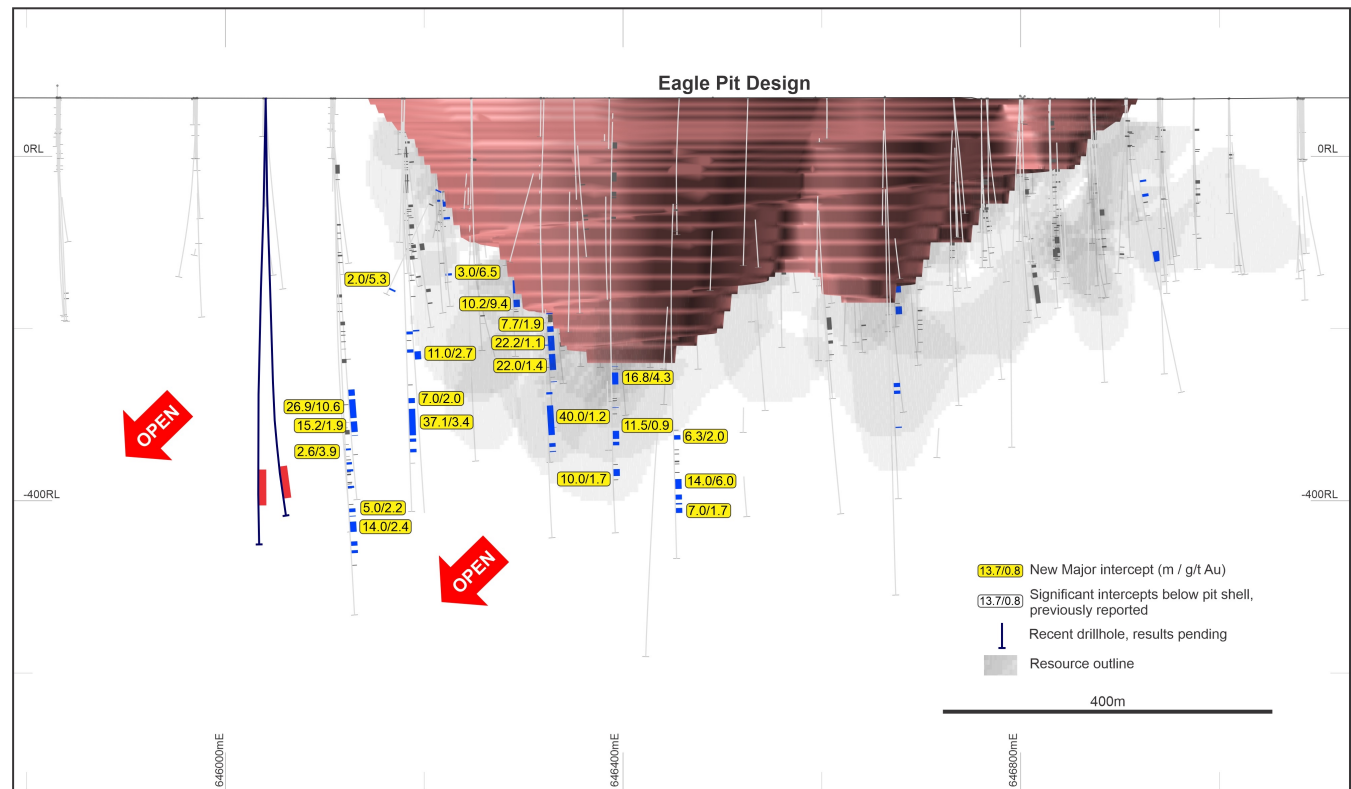 Eagle Pit Design
0RL
0RL
2.0/5.3
3.0/6.5
10.2/9.4
7.7/1.9
22.2/1.1
11.0/2.7
22.0/1.4
16.8/4.3
7.0/2.0
26.9/10.6
40.0/1.2
37.1/3.4
15.2/1.9
11.5/0.9
6.3/2.0
OPEN
2.6/3.9
10.0/1.7
14.0/6.0
-400RL
-400RL
5.0/2.2
7.0/1.7
14.0/2.4
OPEN
13.7/0.8 New Major intercept (m / g/t Au)
13.7/0.8 Significant intercepts below pit shell,
previously reported
Recent drillhole, results pending
Resource outline
400m
646000mE
646400mE
646800mE